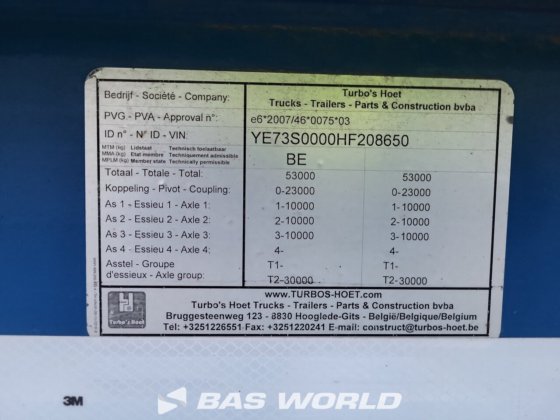 Bedrijf - Société - Company: Turbo's Hoet
Trucks - Trailers - Parts & Construction bvba
PVG - PVA - Approval n°: e6*2007/46*0075*03
ID n° - N° ID - VIN: YE73S0000HF208650
MTM (kg) Lidstaat Technisch toelaatbaar
MMA (kg) Etat membre Techniquement admissible
MPLM (kg) Member state Technically permissible
BE
Totaal - Totale - Total: 53000 53000
Koppeling - Pivot - Coupling: 0-23000 0-23000
As 1 - Essieu 1 - Axle 1: 1-10000 1-10000
As 2 - Essieu 2 - Axle 2: 2-10000 2-10000
As 3 - Essieu 3 - Axle 3: 3-10000 3-10000
As 4 - Essieu 4 - Axle 4: 4- 4-
Asstel - Groupe T1- T1-
d'essieux - Axle group: T2-30000 T2-30000
H
Turbo's Hoet
www.TURBOS-HOET.com
Turbo's Hoet Trucks - Trailers - Parts & Construction bvba
Bruggesteenweg 123 - 8830 Hooglede-Gits - België/Belgique/Belgium
Tel: +3251226551 Fax: +3251220241 E-mail: construct@turbos-hoet.be
3M
BAS WORLD